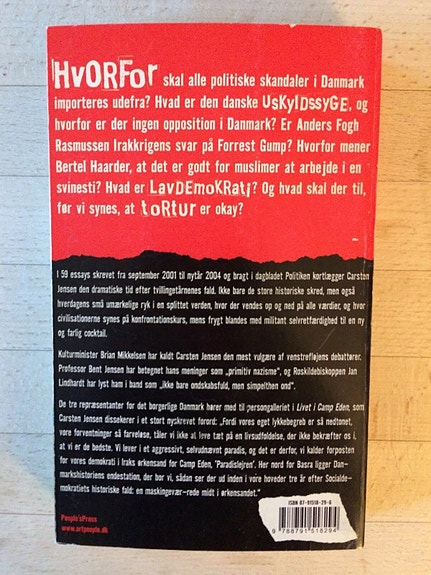 HVORFOR skal alle politiske skandaler i Danmark
importeres udefra? Hvad er den danske USKYLDSSYGE, og
hvorfor er der ingen opposition i Danmark? Er Anders Fogh
Rasmussen Irakkrigens svar på Forrest Gump? Hvorfor mener
Bertel Haarder, at det er godt for muslimer at arbejde i en
svinesti? Hvad er LAVDEMOKRATI? Og hvad skal der til,
før vi synes, at TORTUR er okay?
I 59 essays skrevet fra september 2001 til nytår 2004 og bragt i dagbladet Politiken kortlægger Carsten
Jensen den dramatiske tid efter tvillingetårnenes fald. Ikke bare de store historiske skred, men også
hverdagens små umærkelige ryk i en splittet verden, hvor der vendes op og ned på alle værdier, og hvor
civilisationerne synes på konfrontationskurs, mens frygt blandes med militant selvretfærdighed til en ny
og farlig cocktail.
Kulturminister Brian Mikkelsen har kaldt Carsten Jensen den mest vulgære af venstrefløjens debattører.
Professor Bent Jensen har betegnet hans meninger som „primitiv nazisme", og Roskildebiskoppen Jan
Lindhardt har lyst ham i band som „ikke bare ondskabsfuld, men simpelthen ond".
De tre repræsentanter for det borgerlige Danmark hører med til persongalleriet i Livet i Camp Eden, som
Carsten Jensen dissekerer i et stort nyskrevet forord: „Fordi vores eget lykkebegreb er så nedtonet,
vore forventninger så farveløse, tåler vi ikke at leve tæt på en livsudfoldelse, der ikke bekræfter os i,
at vi er de bedste. Vi lever i et aggressivt, selvudnævnt paradis, og det er derfor, vi kalder forposten
for vores demokrati i Iraks ørkensand for Camp Eden, 'Paradislejren'. Her nord for Basra ligger Dan-
markshistoriens endestation, der bor vi, sådan ser der ud inden i vore hoveder tre år efter Socialde-
mokratiets historiske fald: en maskingevær-rede midt i ørkensandet."
People'sPress
www.artpeople.dk
ISBN 87-91518-29-6
9 788791 518294